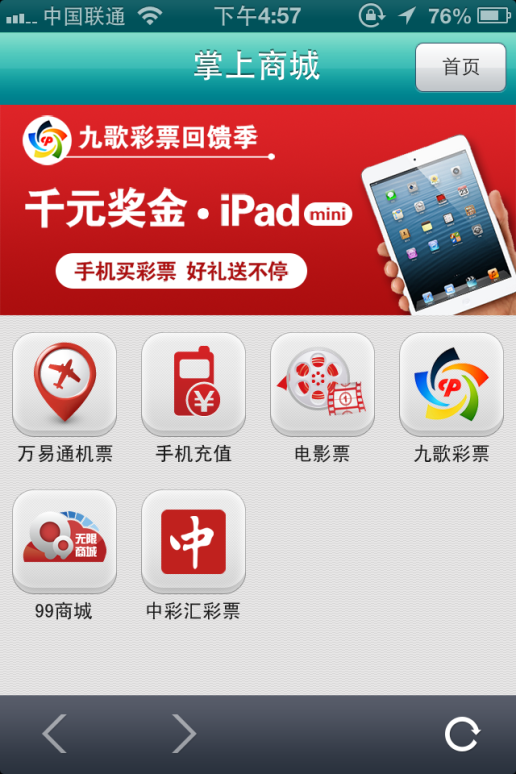 中国联通
下午4:57
76%
掌上商城
首页
九歌彩票回馈季
千元奖金·iPad mini
手机买彩票 好礼送不停
万易通机票
手机充值
电影票
九歌彩票
无限
商城
99商城
中
中彩汇彩票